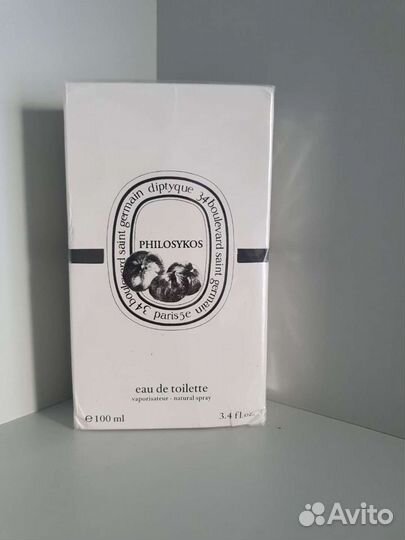 diptyque 34 boulevard saint germain
34 boulevard saint germain
paris 5e
PHILOSYKOS
eau de toilette
vaporisateur - natural spray
e 100 ml 3.4 fl.oz.
Avito